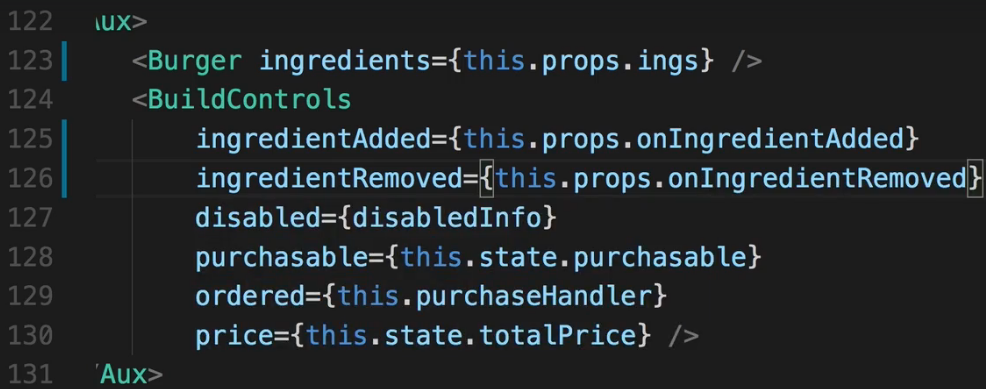 122 Aux>
123 <Burger ingredients={this.props.ings} />
124 <BuildControls
125 ingredientAdded={this.props.onIngredientAdded}
126 ingredientRemoved={this.props.onIngredientRemoved}
127 disabled={disabledInfo}
128 purchasable={this.state.purchasable}
129 ordered={this.purchaseHandler}
130 price={this.state.totalPrice} />
131 /Aux>